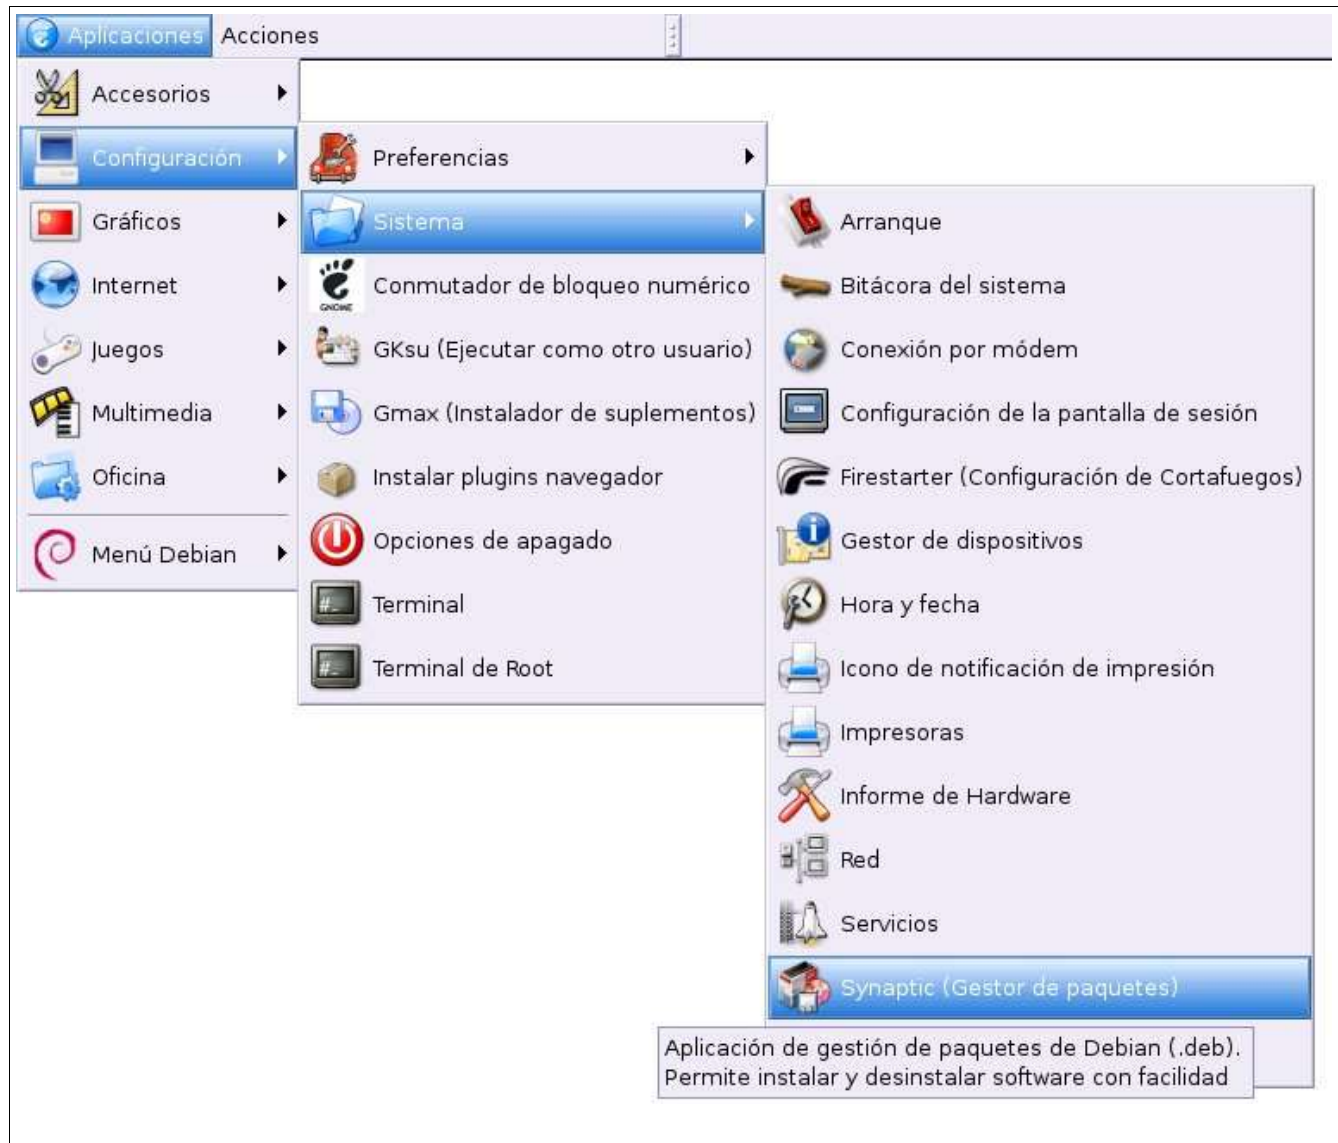 Aplicaciones Acciones
Accesorios
Configuración
Gráficos
Internet
Juegos
Multimedia
Oficina
Menú Debian
Preferencias
Sistema
Conmutador de bloqueo numérico
GNOME
GKsu (Ejecutar como otro usuario)
Gmax (Instalador de suplementos)
Instalar plugins navegador
Opciones de apagado
#_ Terminal
#_ Terminal de Root
Arranque
Bitácora del sistema
Conexión por módem
Configuración de la pantalla de sesión
Firestarter (Configuración de Cortafuegos)
Gestor de dispositivos
Hora y fecha
Icono de notificación de impresión
Impresoras
Informe de Hardware
Red
Servicios
Synaptic (Gestor de paquetes)
Aplicación de gestión de paquetes de Debian (.deb).
Permite instalar y desinstalar software con facilidad